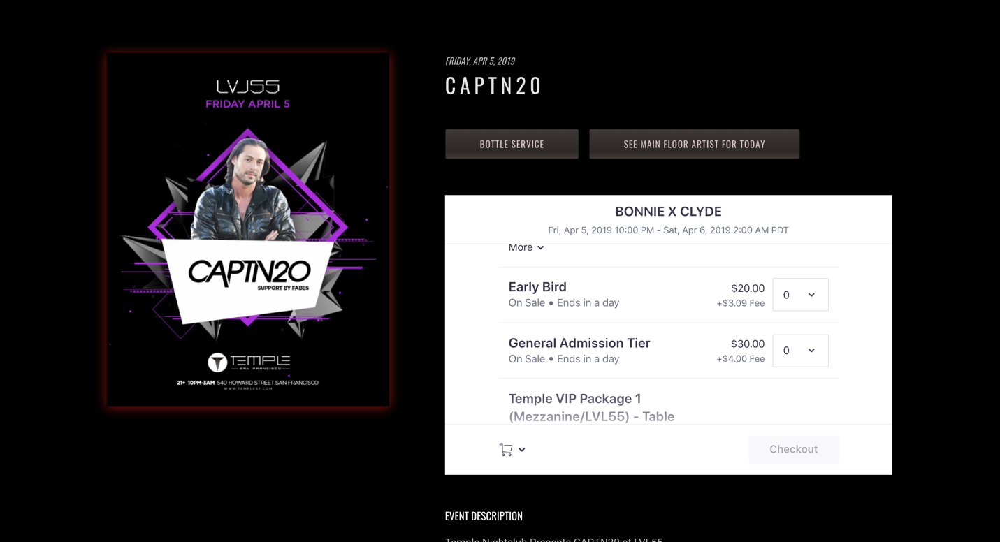 LVL55
FRIDAY APRIL 5
CAPTN20
SUPPORT BY FABES
TEMPLE
SAN FRANCISCO
21+ 10PM-3AM 540 HOWARD STREET SAN FRANCISCO
WWW.TEMPLESF.COM
FRIDAY, APR 5, 2019
CAPTN20
BOTTLE SERVICE
SEE MAIN FLOOR ARTIST FOR TODAY
BONNIE X CLYDE
Fri, Apr 5, 2019 10:00 PM - Sat, Apr 6, 2019 2:00 AM PDT
More
Early Bird
On Sale • Ends in a day
$20.00
+$3.09 Fee
0
General Admission Tier
On Sale • Ends in a day
$30.00
+$4.00 Fee
0
Temple VIP Package 1
(Mezzanine/LVL55) - Table
Checkout
EVENT DESCRIPTION
Temple Nightclub Presents CAPTN20 at LVL55